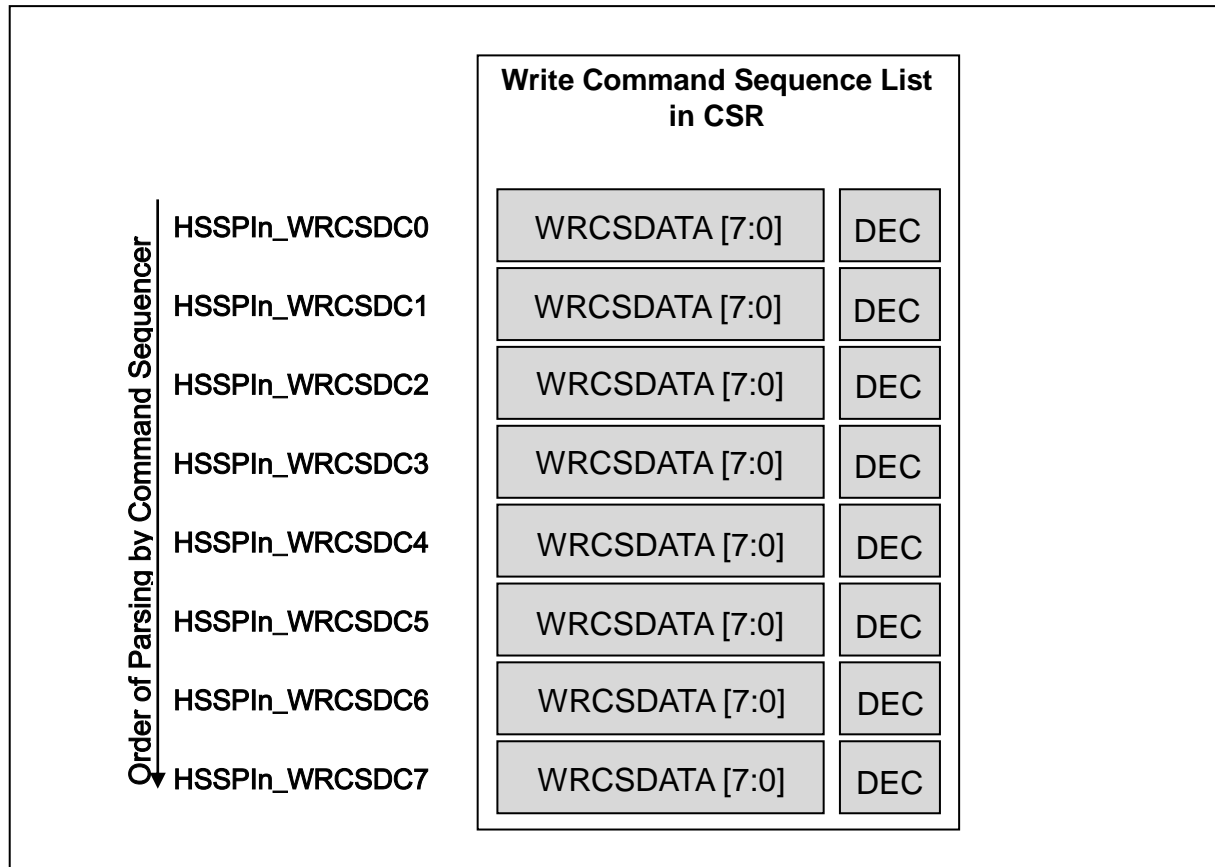 Write Command Sequence List
in CSR
Order of Parsing by Command Sequencer
HSSPIn_WRCSDC0 WRCSDATA [7:0] DEC
HSSPIn_WRCSDC1 WRCSDATA [7:0] DEC
HSSPIn_WRCSDC2 WRCSDATA [7:0] DEC
HSSPIn_WRCSDC3 WRCSDATA [7:0] DEC
HSSPIn_WRCSDC4 WRCSDATA [7:0] DEC
HSSPIn_WRCSDC5 WRCSDATA [7:0] DEC
HSSPIn_WRCSDC6 WRCSDATA [7:0] DEC
HSSPIn_WRCSDC7 WRCSDATA [7:0] DEC